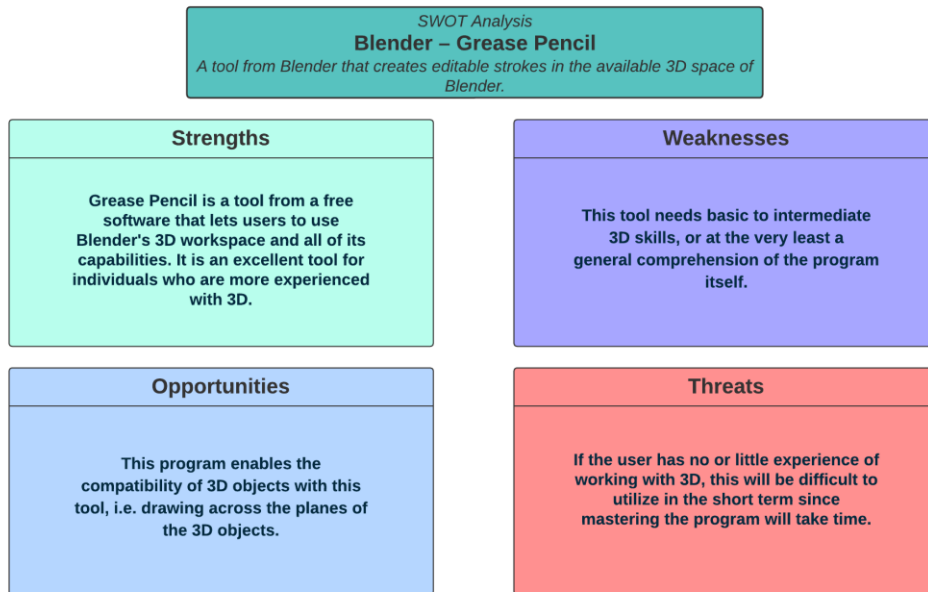 SWOT Analysis
Blender – Grease Pencil
A tool from Blender that creates editable strokes in the available 3D space of
Blender.
Strengths
Grease Pencil is a tool from a free
software that lets users to use
Blender's 3D workspace and all of its
capabilities. It is an excellent tool for
individuals who are more experienced
with 3D.
Weaknesses
This tool needs basic to intermediate
3D skills, or at the very least a
general comprehension of the program
itself.
Opportunities
This program enables the
compatibility of 3D objects with this
tool, i.e. drawing across the planes of
the 3D objects.
Threats
If the user has no or little experience of
working with 3D, this will be difficult to
utilize in the short term since
mastering the program will take time.